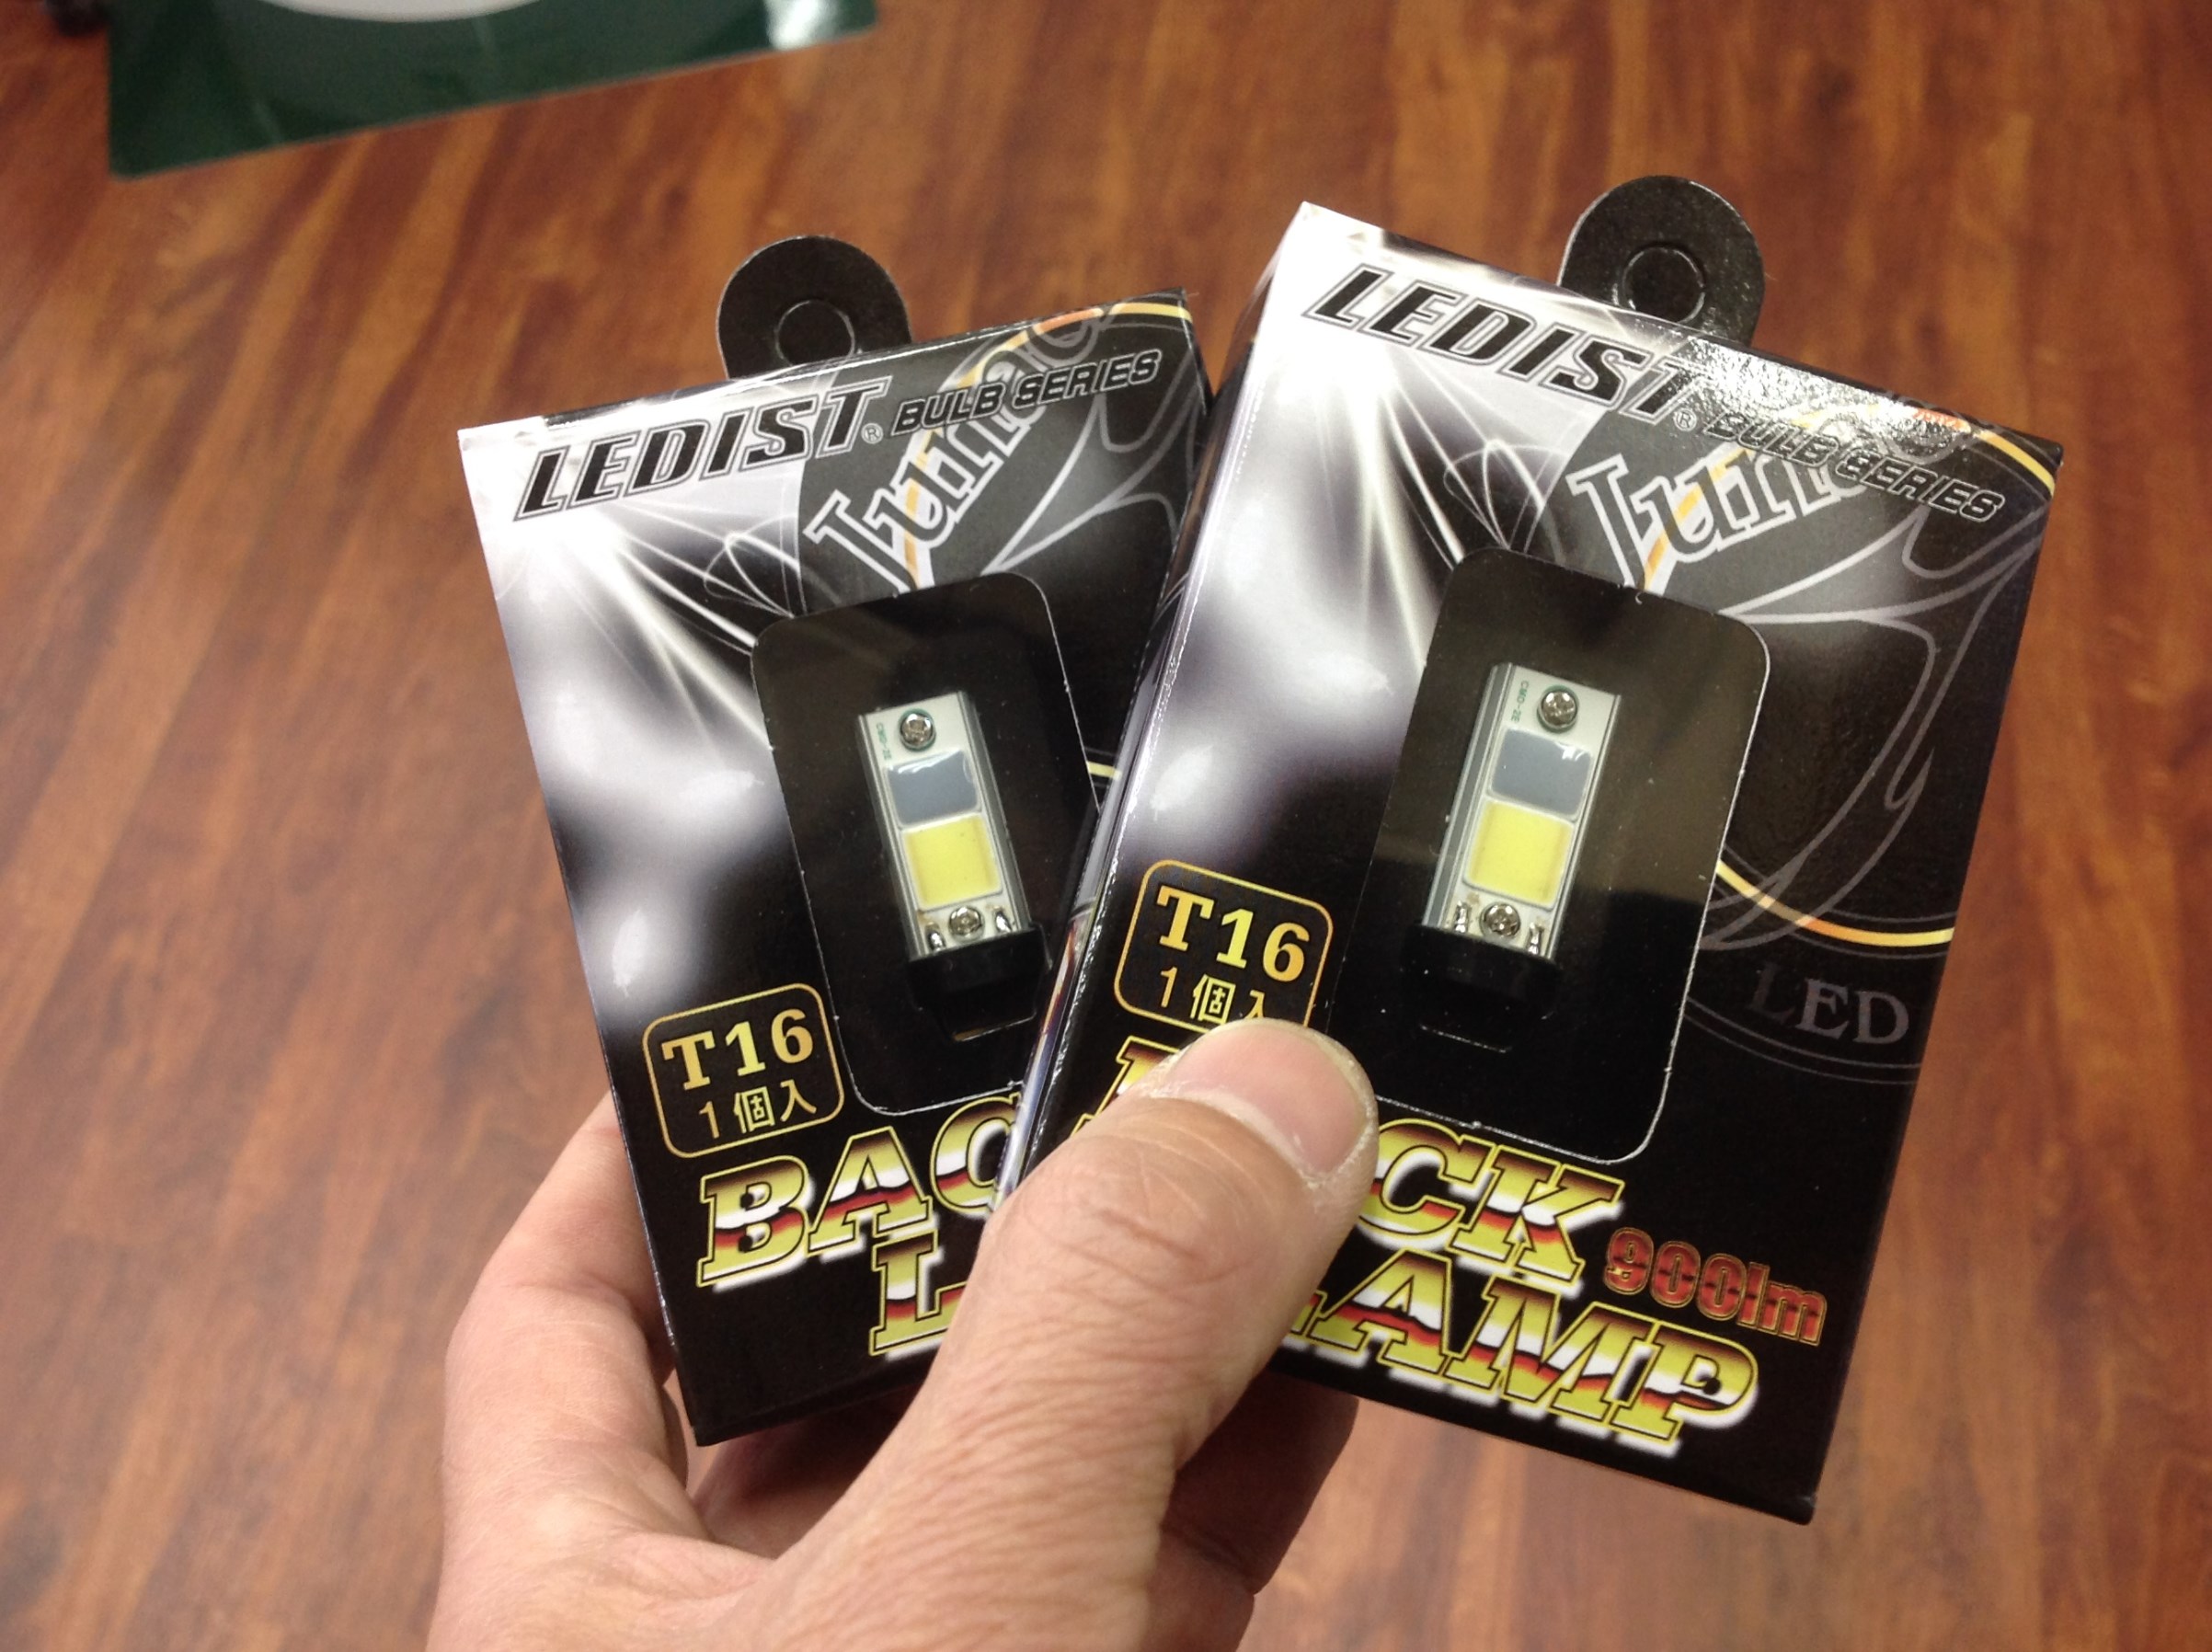 LEDIST® BULB SERIES
T16
1個入
BAC
L
LEDIST® BULB SERIES
T16
1個入
CK
900lm
LAMP
LED